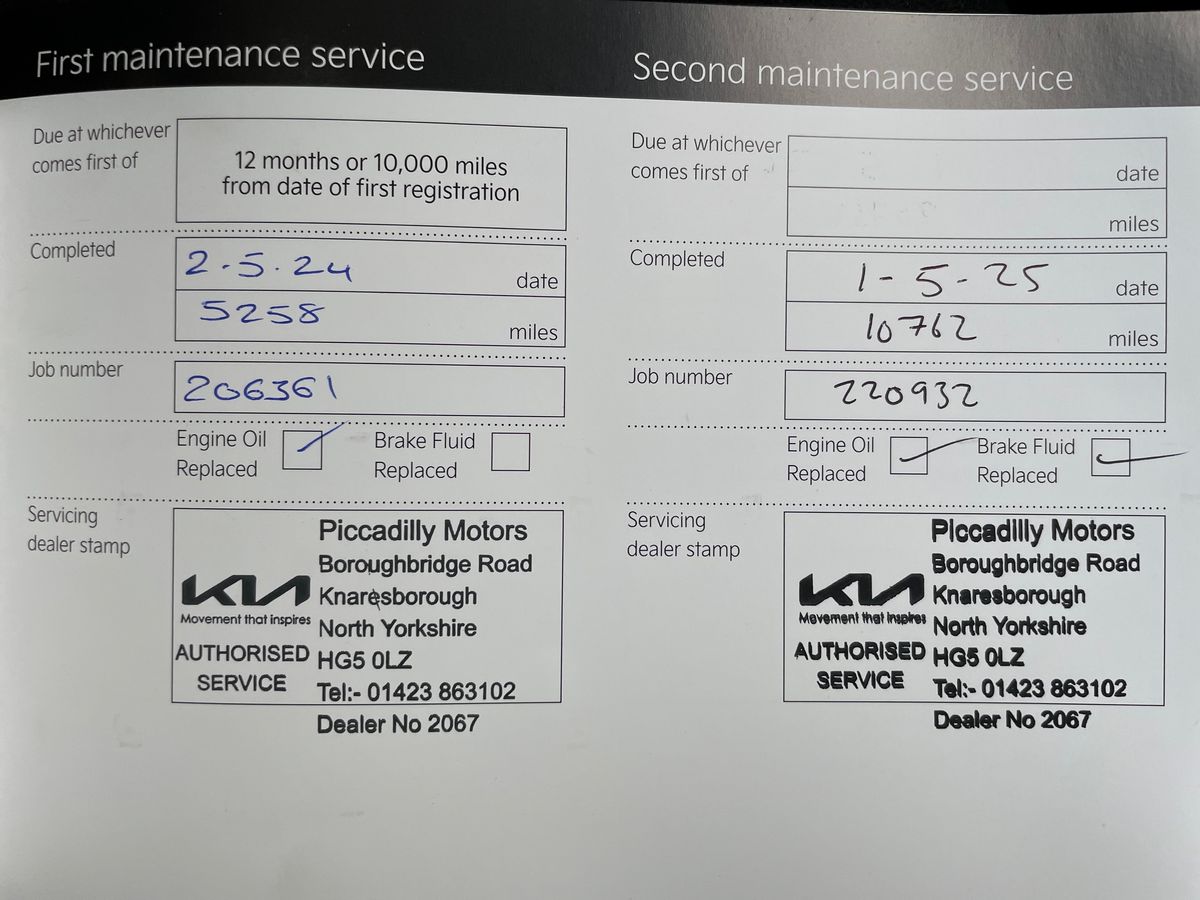 First maintenance service
Due at whichever
comes first of
12 months or 10,000 miles
from date of first registration
Completed
2.5.24 date
5258 miles
Job number
206361
Engine Oil
Replaced
Brake Fluid
Replaced
Servicing
dealer stamp
KIA
Movement that inspires
AUTHORISED
SERVICE
Piccadilly Motors
Boroughbridge Road
Knaresborough
North Yorkshire
HG5 0LZ
Tel:- 01423 863102
Dealer No 2067
Second maintenance service
Due at whichever
comes first of
date
miles
Completed
1-5-25 date
10762 miles
Job number
220932
Engine Oil
Replaced
Brake Fluid
Replaced
Servicing
dealer stamp
KIA
Movement that inspires
AUTHORISED
SERVICE
Piccadilly Motors
Boroughbridge Road
Knaresborough
North Yorkshire
HG5 0LZ
Tel:- 01423 863102
Dealer No 2067